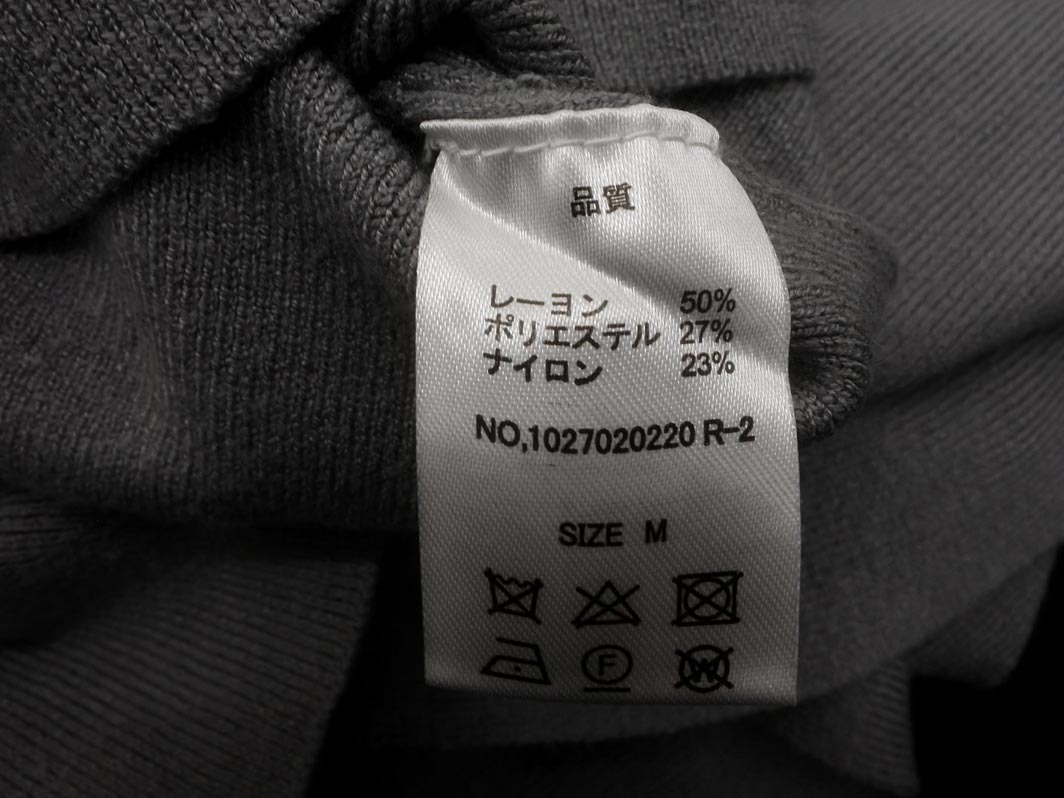 品質
レーヨン 50%
ポリエステル 27%
ナイロン 23%
NO,1027020220 R-2
SIZE M
F W